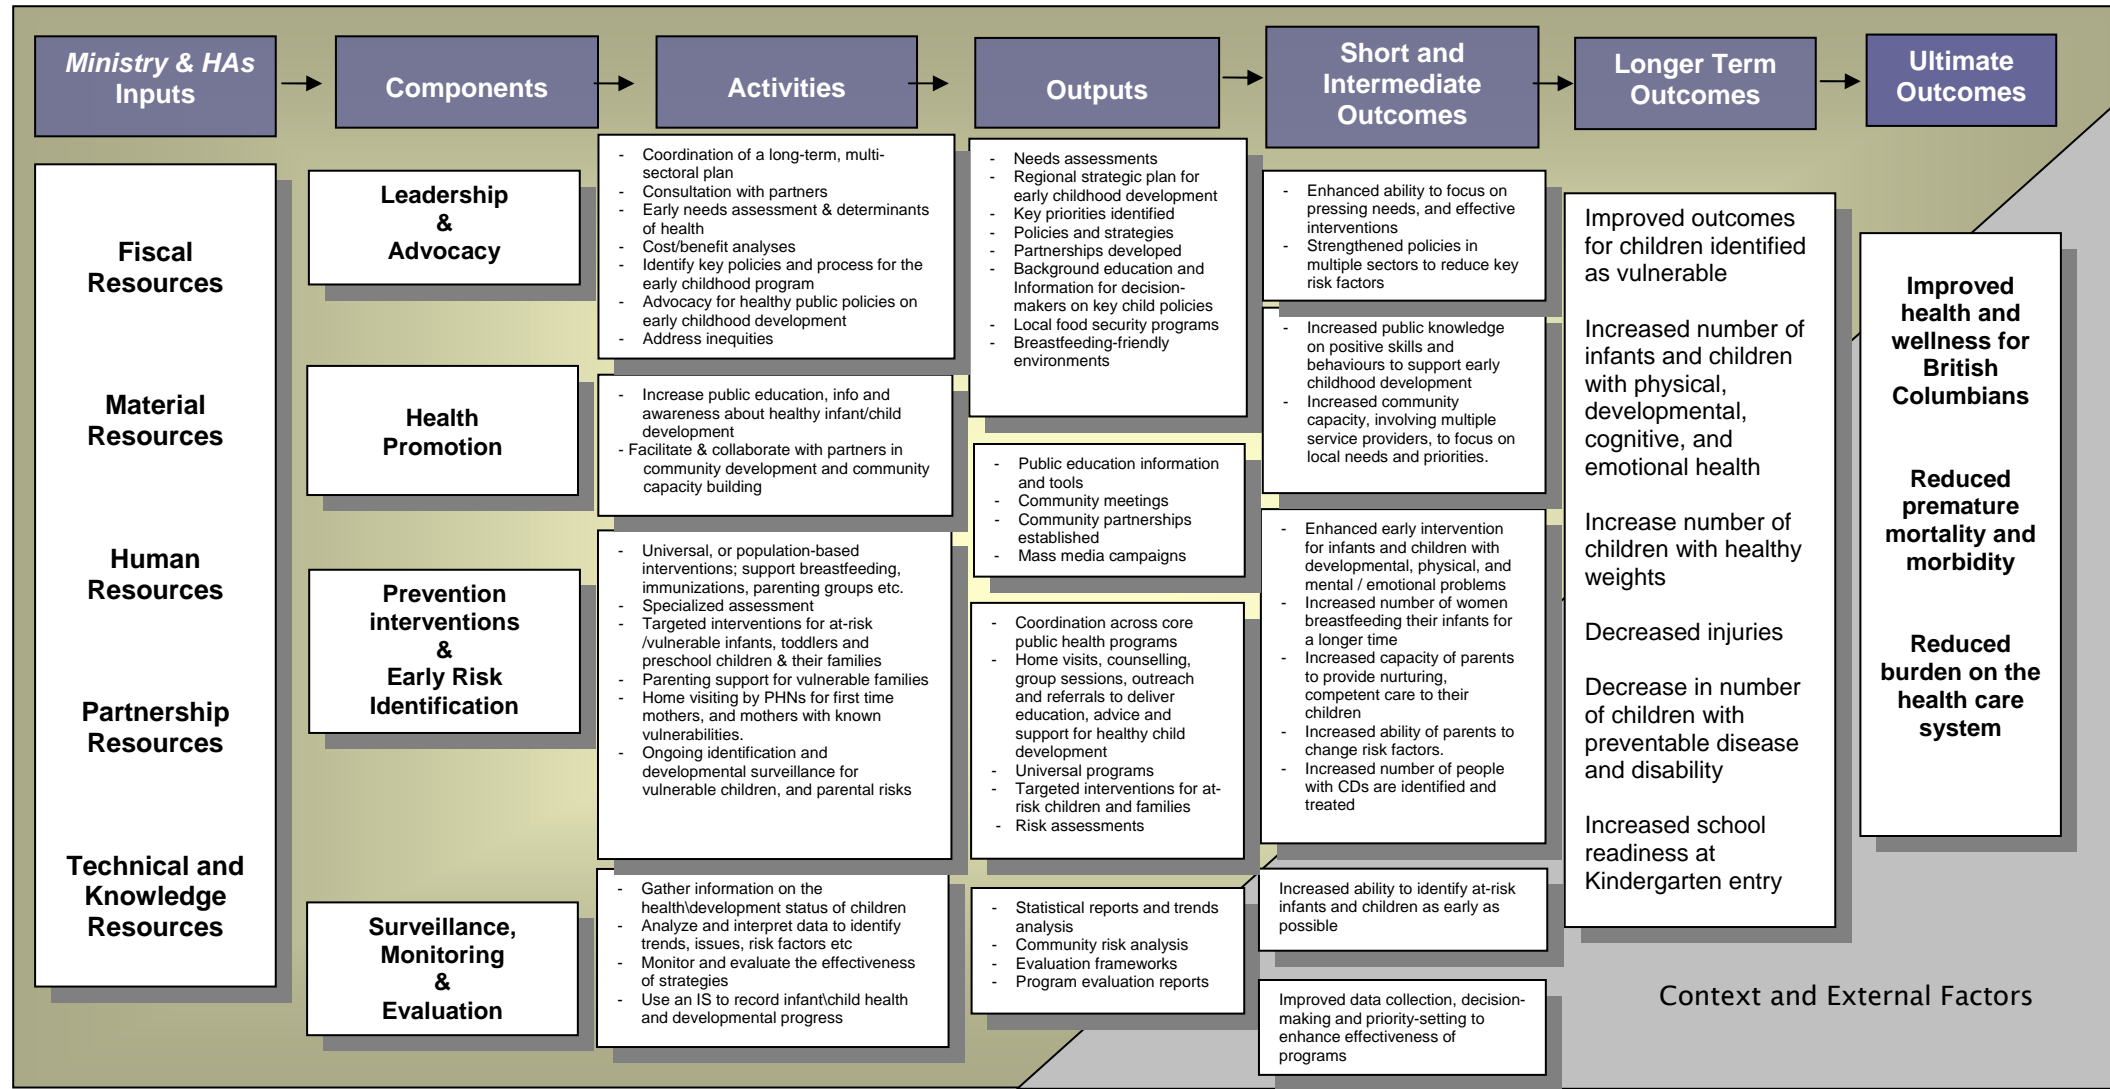 Ministry & HAs
Inputs
Components
Activities
Outputs
Short and
Intermediate
Outcomes
Longer Term
Outcomes
Ultimate
Outcomes
Fiscal
Resources
Material
Resources
Human
Resources
Partnership
Resources
Technical and
Knowledge
Resources
Leadership
&
Advocacy
Health
Promotion
Prevention
interventions
&
Early Risk
Identification
Surveillance,
Monitoring
&
Evaluation
- Coordination of a long-term, multi-
sectoral plan
- Consultation with partners
- Early needs assessment & determinants
of health
- Cost/benefit analyses
- Identify key policies and process for the
early childhood program
- Advocacy for healthy public policies on
early childhood development
- Address inequities
- Increase public education, info and
awareness about healthy infant/child
development
- Facilitate & collaborate with partners in
community development and community
capacity building
- Universal, or population-based
interventions; support breastfeeding,
immunizations, parenting groups etc.
- Specialized assessment
- Targeted interventions for at-risk
/vulnerable infants, toddlers and
preschool children & their families
- Parenting support for vulnerable families
- Home visiting by PHNs for first time
mothers, and mothers with known
vulnerabilities.
- Ongoing identification and
developmental surveillance for
vulnerable children, and parental risks
- Gather information on the
health\development status of children
- Analyze and interpret data to identify
trends, issues, risk factors etc
- Monitor and evaluate the effectiveness
of strategies
- Use an IS to record infant\child health
and developmental progress
- Needs assessments
- Regional strategic plan for
early childhood development
- Key priorities identified
- Policies and strategies
- Partnerships developed
- Background education and
Information for decision-
makers on key child policies
- Local food security programs
- Breastfeeding-friendly
environments
- Public education information
and tools
- Community meetings
- Community partnerships
established
- Mass media campaigns
- Coordination across core
public health programs
- Home visits, counselling,
group sessions, outreach
and referrals to deliver
education, advice and
support for healthy child
development
- Universal programs
- Targeted interventions for at-
risk children and families
- Risk assessments
- Statistical reports and trends
analysis
- Community risk analysis
- Evaluation frameworks
- Program evaluation reports
- Enhanced ability to focus on
pressing needs, and effective
interventions
- Strengthened policies in
multiple sectors to reduce key
risk factors
- Increased public knowledge
on positive skills and
behaviours to support early
childhood development
- Increased community
capacity, involving multiple
service providers, to focus on
local needs and priorities.
- Enhanced early intervention
for infants and children with
developmental, physical, and
mental / emotional problems
- Increased number of women
breastfeeding their infants for
a longer time
- Increased capacity of parents
to provide nurturing,
competent care to their
children
- Increased ability of parents to
change risk factors.
- Increased number of people
with CDs are identified and
treated
Increased ability to identify at-risk
infants and children as early as
possible
Improved data collection, decision-
making and priority-setting to
enhance effectiveness of
programs
Improved outcomes
for children identified
as vulnerable
Increased number of
infants and children
with physical,
developmental,
cognitive, and
emotional health
Increase number of
children with healthy
weights
Decreased injuries
Decrease in number
of children with
preventable disease
and disability
Increased school
readiness at
Kindergarten entry
Improved
health and
wellness for
British
Columbians
Reduced
premature
mortality and
morbidity
Reduced
burden on the
health care
system
Context and External Factors